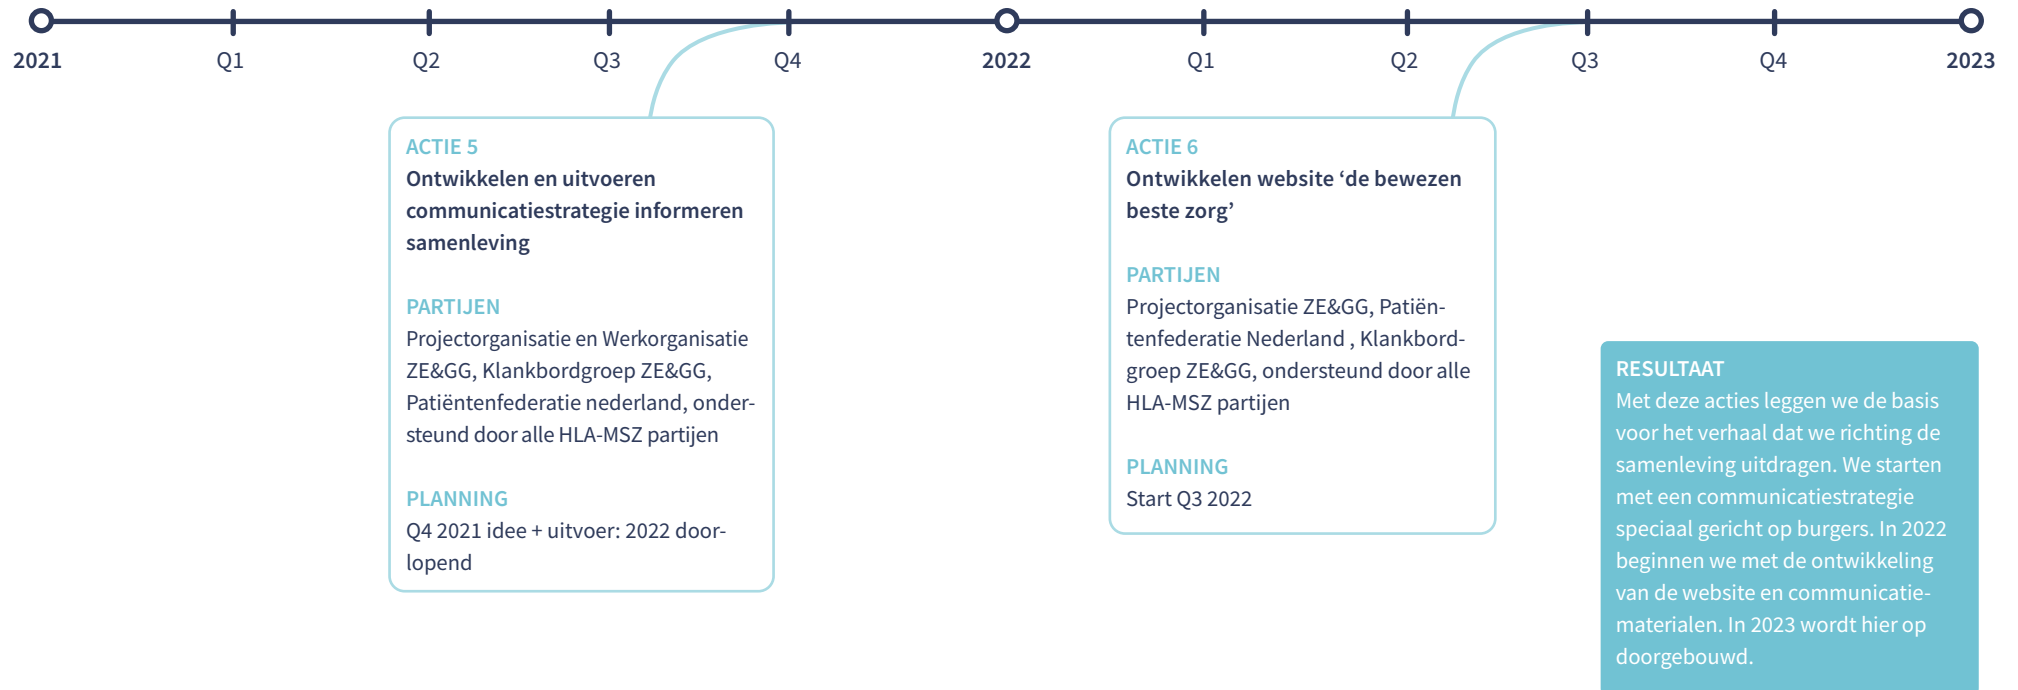 2021 Q1 Q2 Q3 Q4 2022 Q1 Q2 Q3 Q4 2023
ACTIE 5
Ontwikkelen en uitvoeren
communicatiestrategie informeren
samenleving
PARTIJEN
Projectorganisatie en Werkorganisatie
ZE&GG, Klankbordgroep ZE&GG,
Patiëntenfederatie nederland, onder-
steund door alle HLA-MSZ partijen
PLANNING
Q4 2021 idee + uitvoer: 2022 door-
lopend
ACTIE 6
Ontwikkelen website ‘de bewezen
beste zorg’
PARTIJEN
Projectorganisatie ZE&GG, Patiën-
tenfederatie Nederland , Klankbord-
groep ZE&GG, ondersteund door alle
HLA-MSZ partijen
PLANNING
Start Q3 2022
RESULTAAT
Met deze acties leggen we de basis
voor het verhaal dat we richting de
samenleving uitdragen. We starten
met een communicatiestrategie
speciaal gericht op burgers. In 2022
beginnen we met de ontwikkeling
van de website en communicatie-
materialen. In 2023 wordt hier op
doorgebouwd.